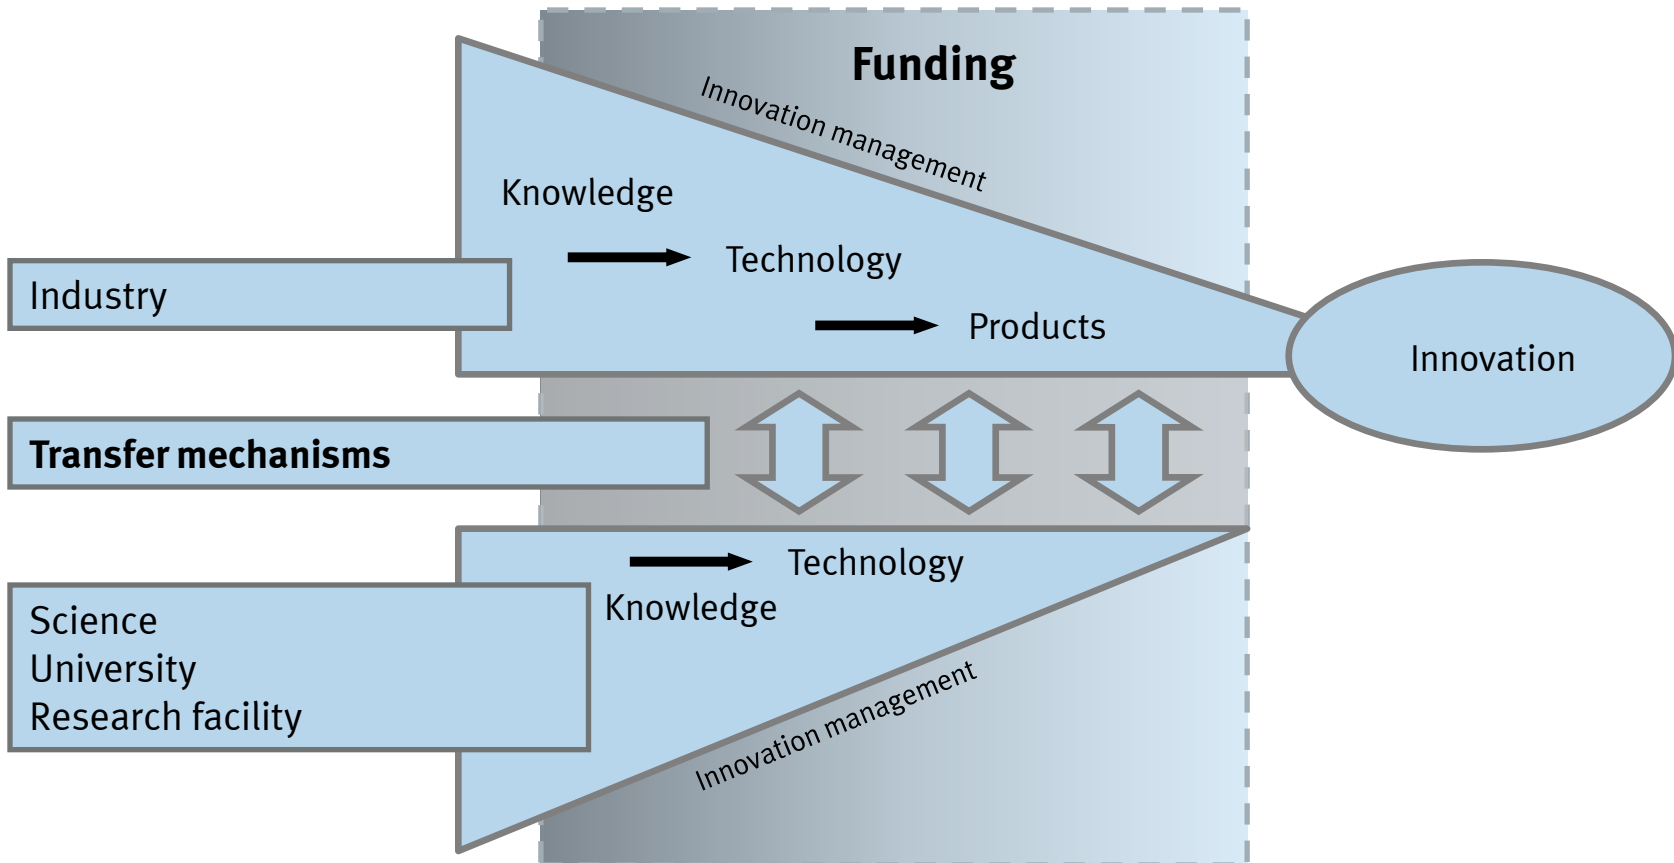 Funding
Innovation management
Knowledge
Technology
Industry
Products
Innovation
Transfer mechanisms
Technology
Knowledge
Science
University
Research facility
Innovation management